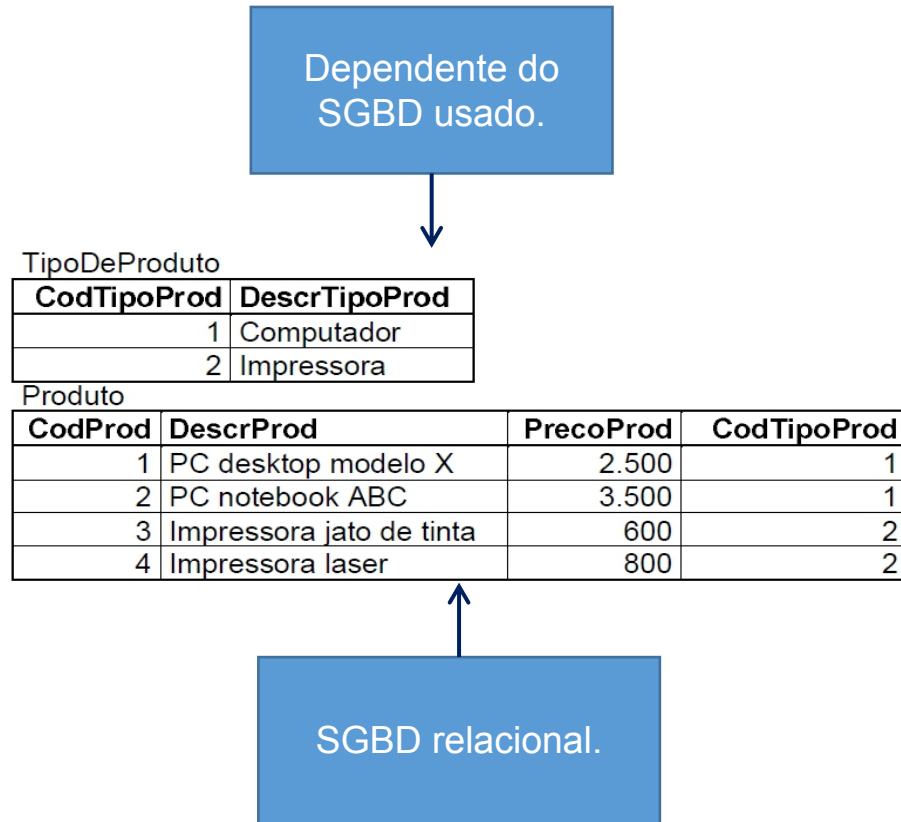 Dependente do
SGBD usado.
TipoDeProduto
CodTipoProd DescrTipoProd
1 Computador
2 Impressora
Produto
CodProd DescrProd PrecoProd CodTipoProd
1 PC desktop modelo X 2.500 1
2 PC notebook ABC 3.500 1
3 Impressora jato de tinta 600 2
4 Impressora laser 800 2
SGBD relacional.